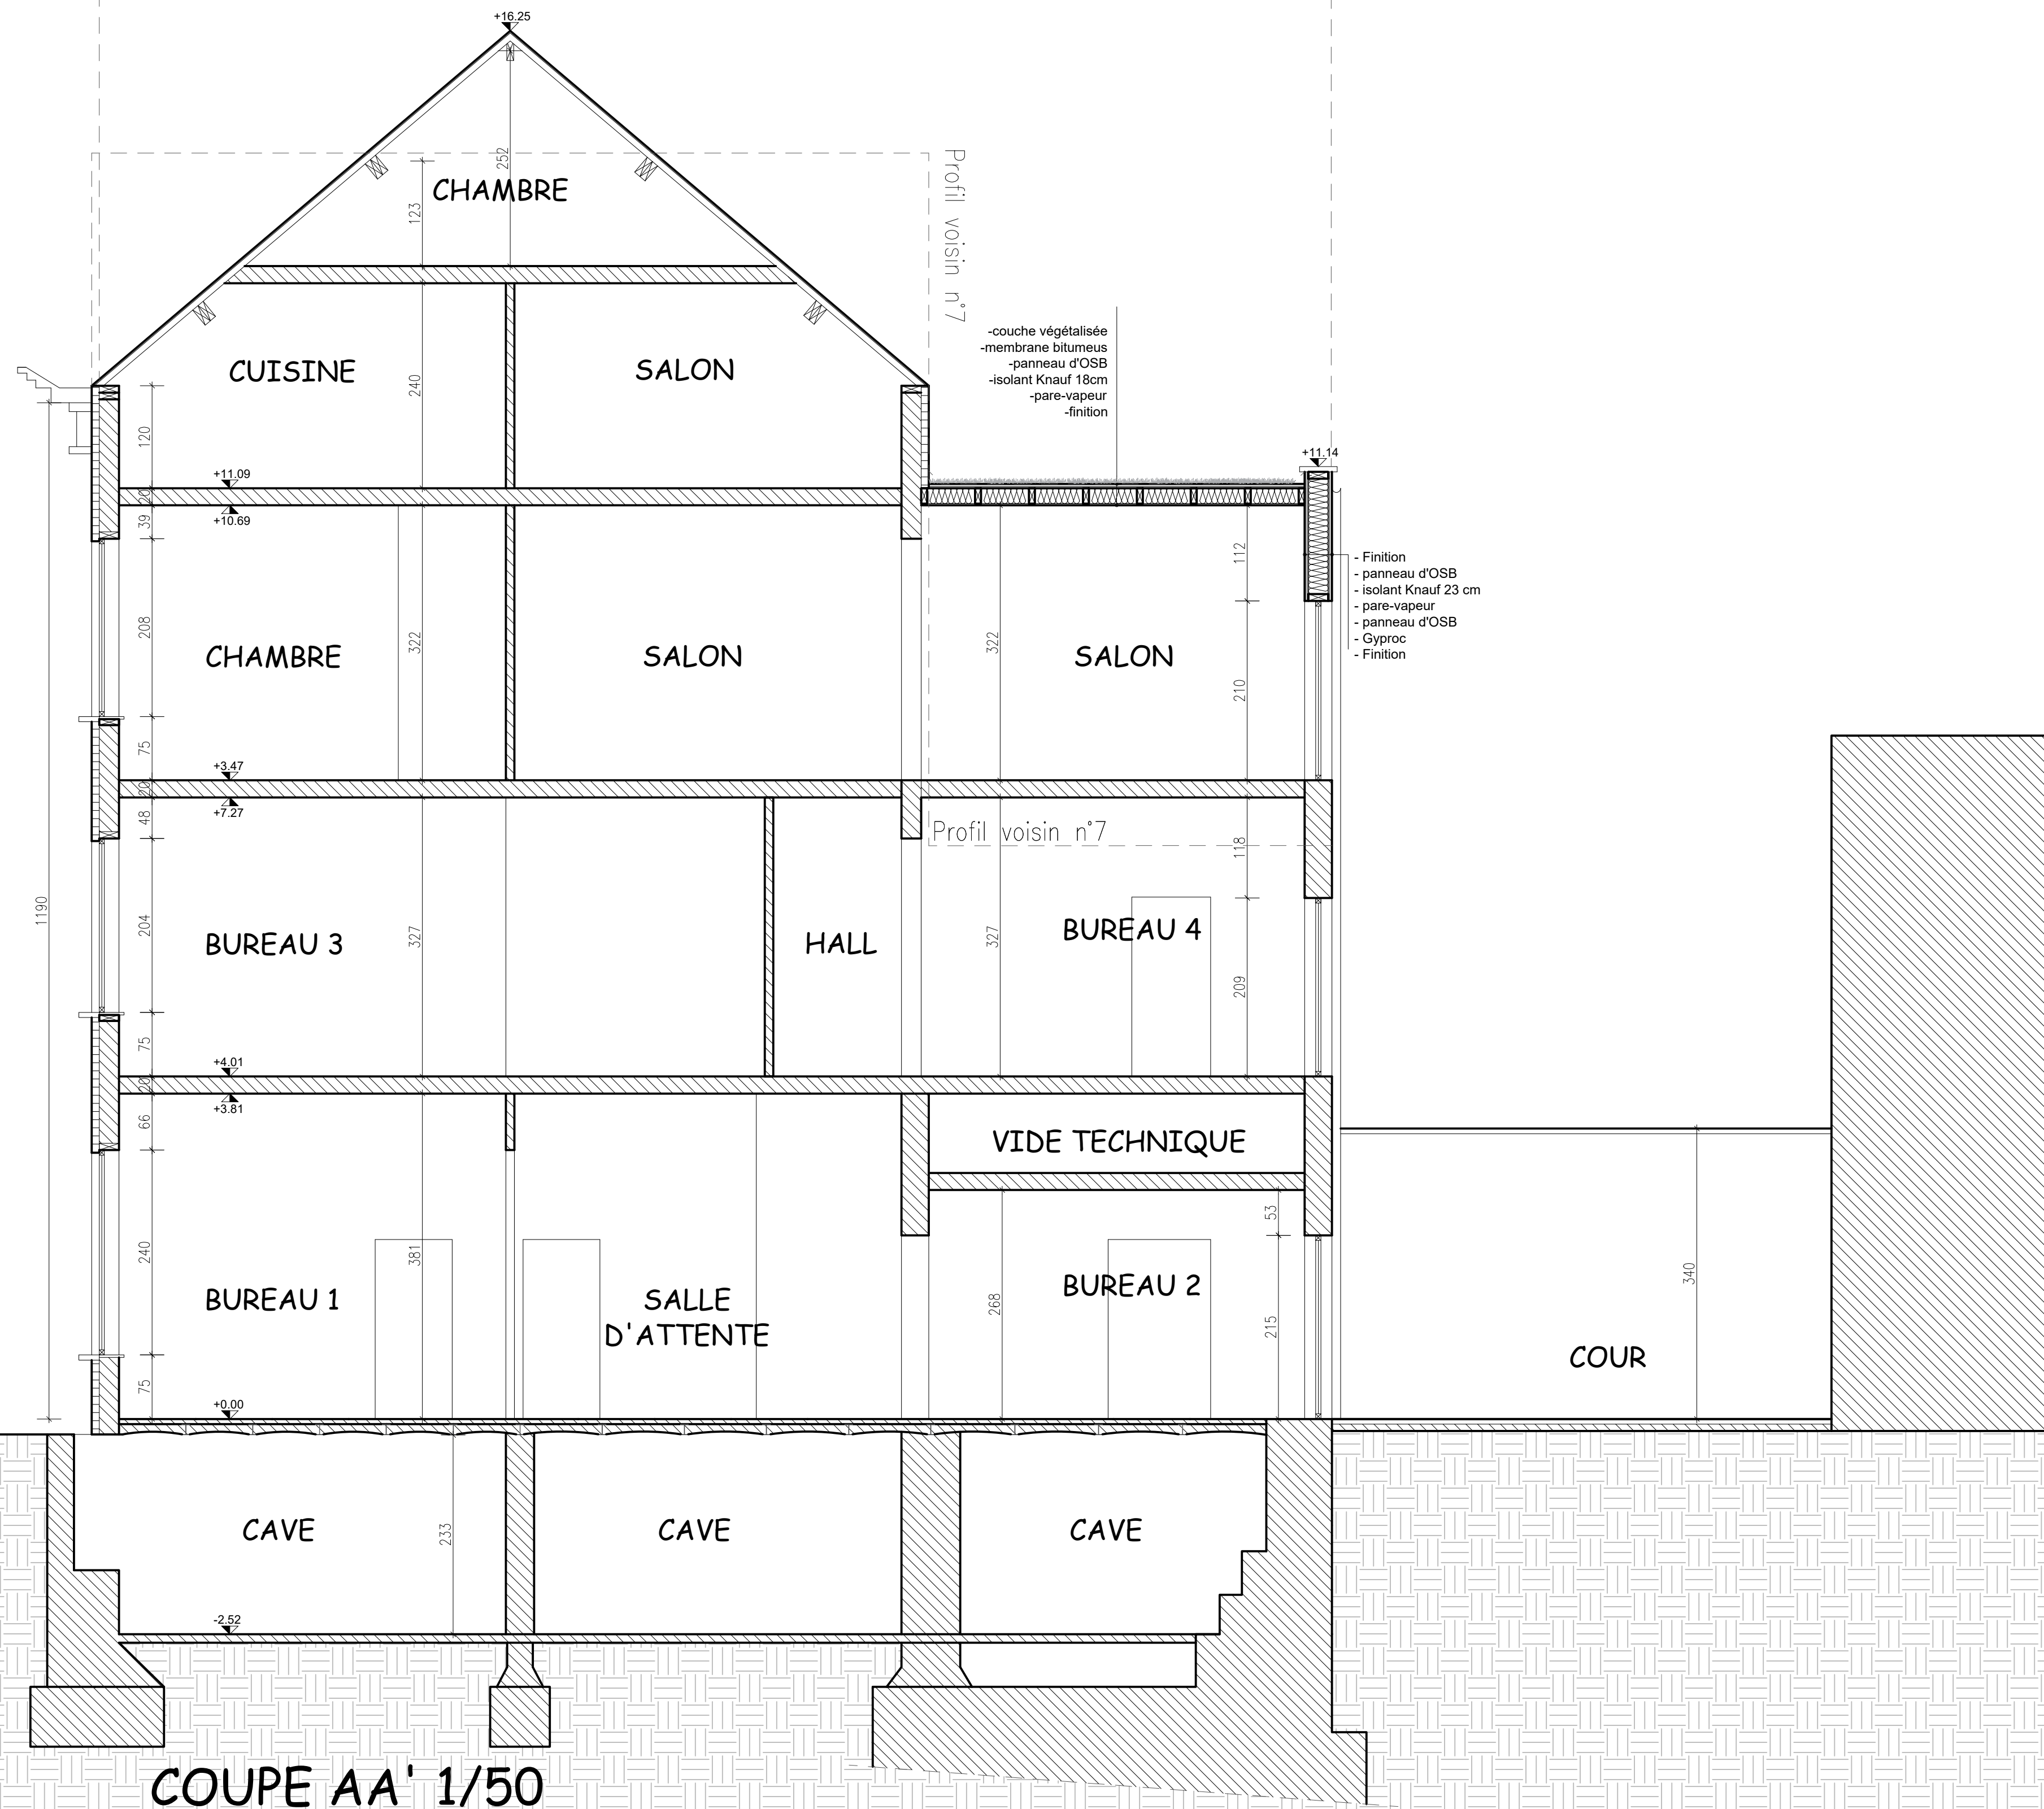 +16.25
252
CHAMBRE
123
Profil voisin n°7
-couche végétalisée
-membrane bitumeus
-panneau d'OSB
-isolant Knauf 18cm
-pare-vapeur
-finition
CUISINE
SALON
240
120
+11.09
+11.14
20
39
+10.69
112
- Finition
- panneau d'OSB
- isolant Knauf 23 cm
- pare-vapeur
- panneau d'OSB
- Gyproc
- Finition
208
322
322
CHAMBRE
SALON
SALON
210
75
+3.47
20
+7.27
48
Profil voisin n°7
118
1190
204
327
327
BUREAU 3
HALL
BUREAU 4
209
75
+4.01
20
+3.81
66
VIDE TECHNIQUE
53
240
381
268
215
340
BUREAU 1
SALLE
D'ATTENTE
BUREAU 2
COUR
75
+0.00
CAVE
233
CAVE
CAVE
-2.52
COUPE AA' 1/50